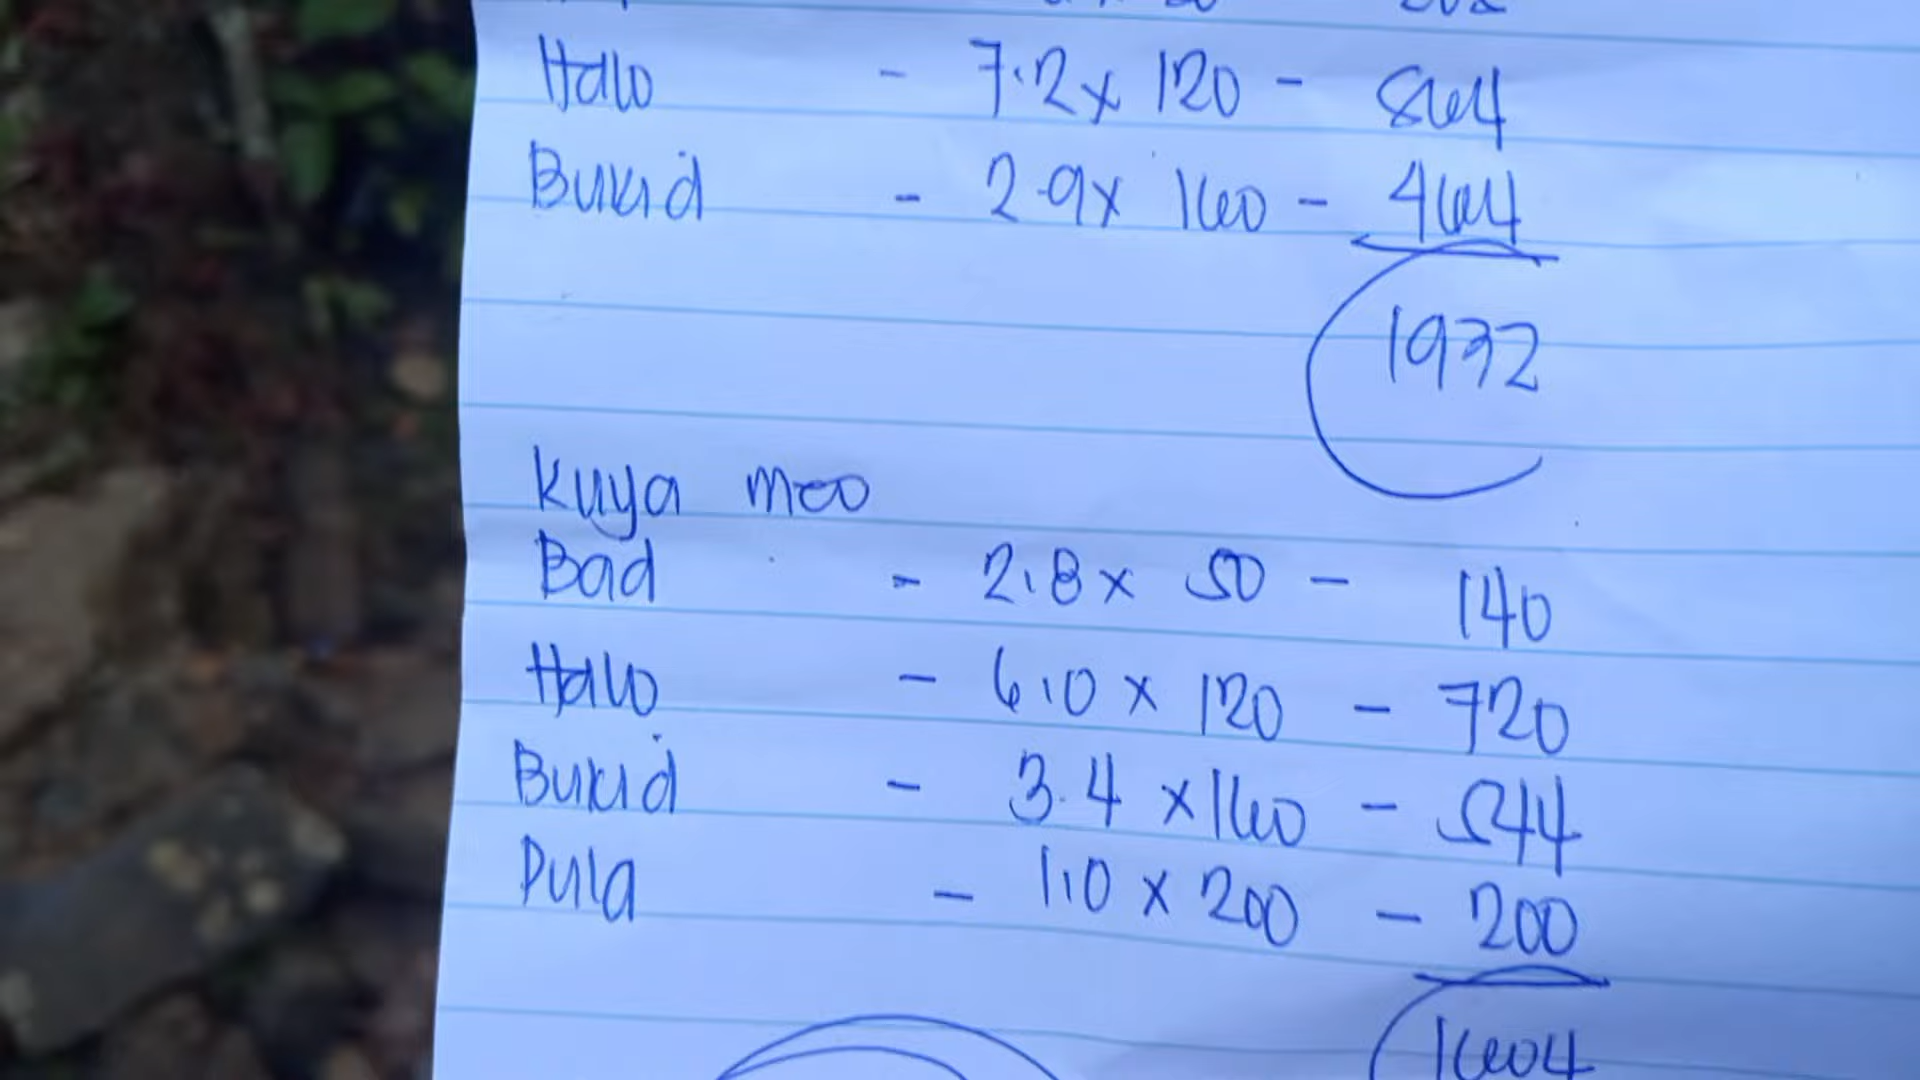 Halo - 7.2 x 120 - 864
Bukid - 2.9 x 160 - 464
1932
Kuya meo
Bad - 2.8 x 50 - 140
Halo - 6.0 x 120 - 720
Bukid - 3.4 x 160 - 544
Pula - 1.0 x 200 - 200
1604